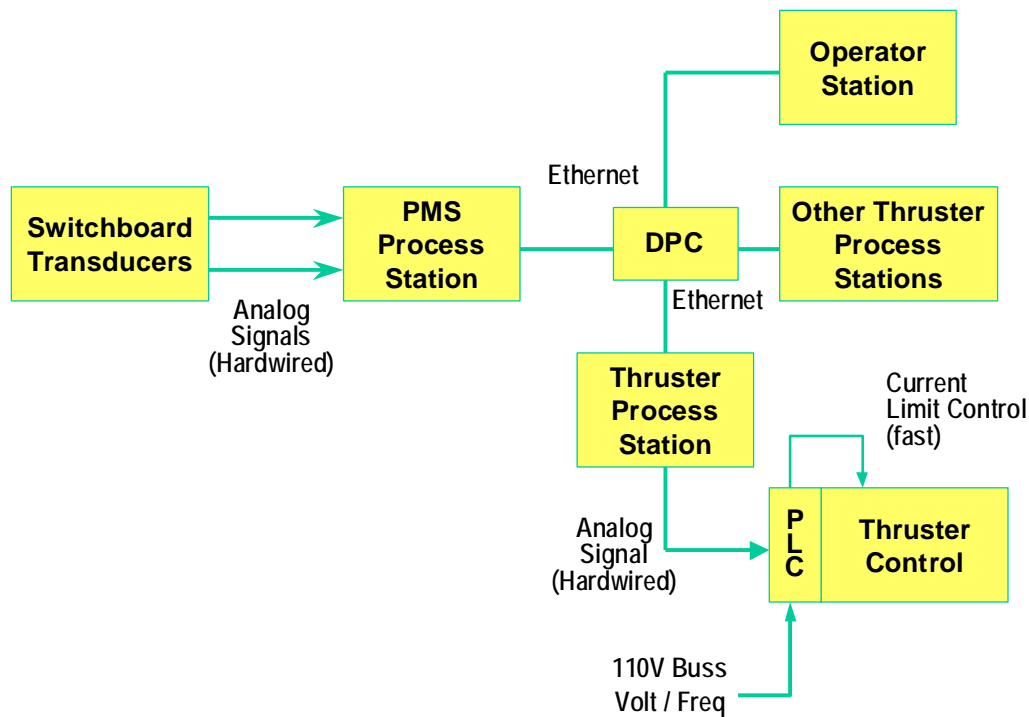 Operator
Station
Ethernet
Switchboard
Transducers
PMS
Process
Station
DPC
Other Thruster
Process
Stations
Ethernet
Analog
Signals
(Hardwired)
Thruster
Process
Station
Current
Limit Control
(fast)
Analog
Signal
(Hardwired)
P
L
C
Thruster
Control
110V Buss
Volt / Freq